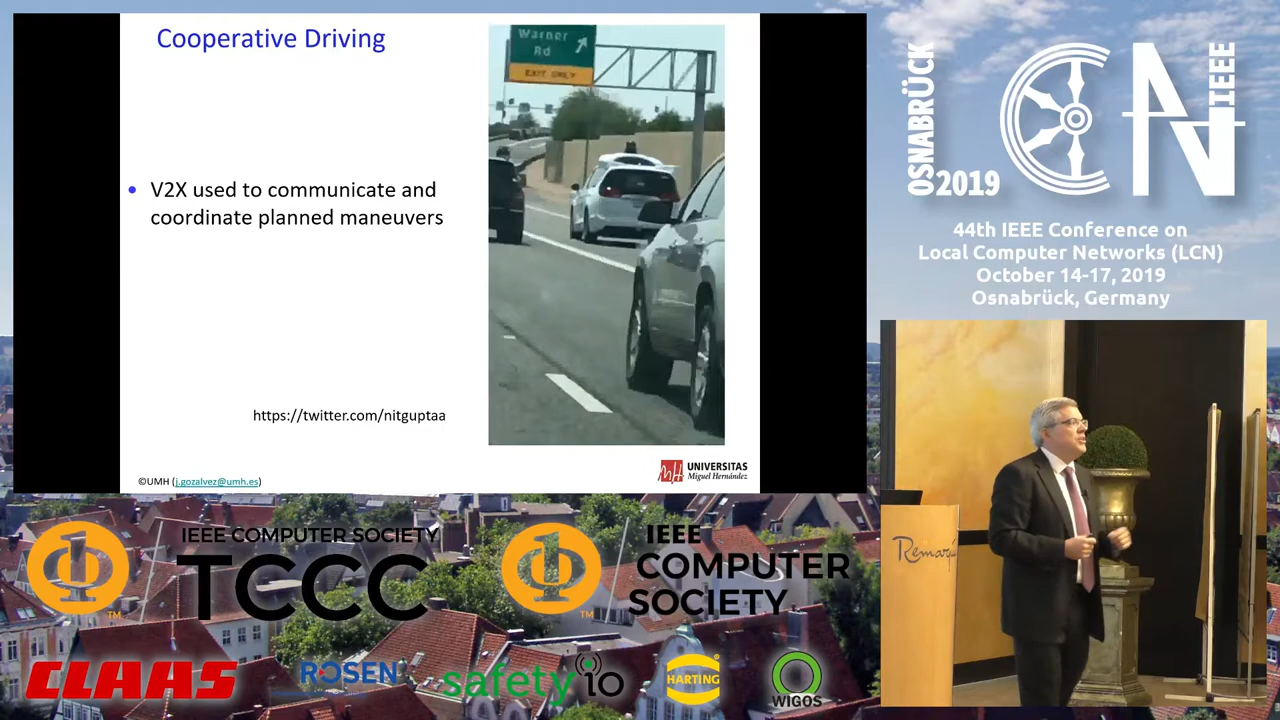 Cooperative Driving
V2X used to communicate and
coordinate planned maneuvers
https://twitter.com/nitguptaa
©UMH (j.gozalvez@umh.es)
UNIVERSITAS
Miguel Hernández
Warner
Rd
EXIT ONLY
OSNABRÜCK
2019
LCN
IEEE
44th IEEE Conference on
Local Computer Networks (LCN)
October 14-17, 2019
Osnabrück, Germany
IEEE COMPUTER SOCIETY
TCCC
TM
IEEE
COMPUTER
SOCIETY
TM
CLAAS
ROSEN
safety io
HARTING
WIGOS